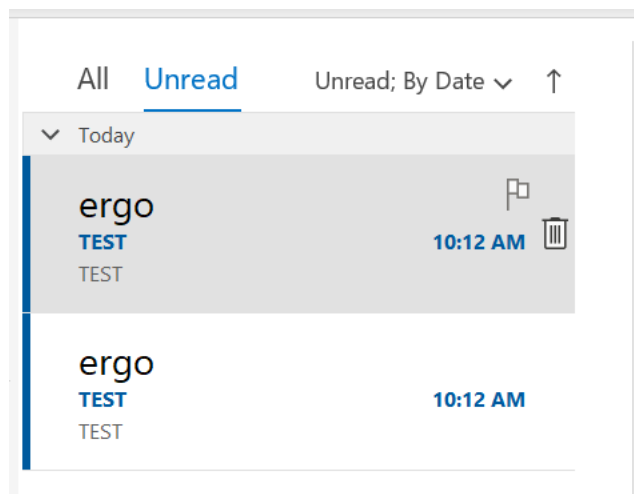 All Unread Unread; By Date
Today
ergo
TEST 10:12 AM
TEST
ergo
TEST 10:12 AM
TEST